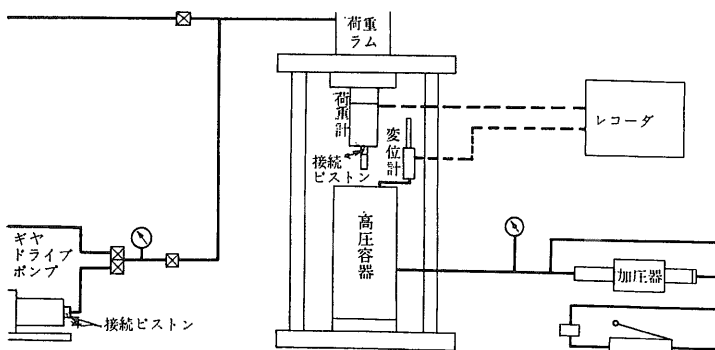 荷重
ラム
荷重計
変位計
接続
ピストン
レコーダ
高圧容器
加圧器
ギヤ
ドライブ
ポンプ
接続ピストン